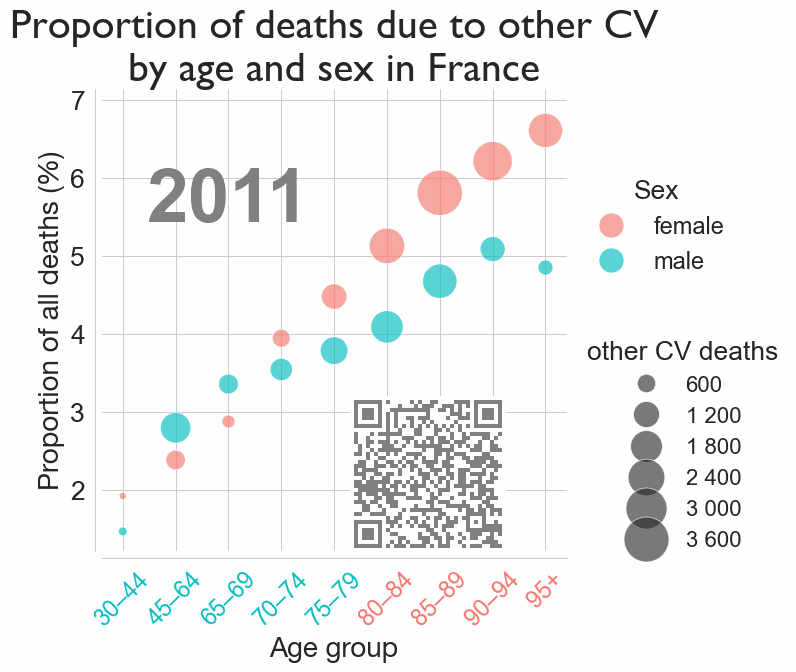 Proportion of deaths due to other CV
by age and sex in France
Proportion of all deaths (%)
7
6
5
4
3
2
2011
30–44
45–64
65–69
70–74
75–79
80–84
85–89
90–94
95+
Age group
Sex
female
male
other CV deaths
600
1 200
1 800
2 400
3 000
3 600